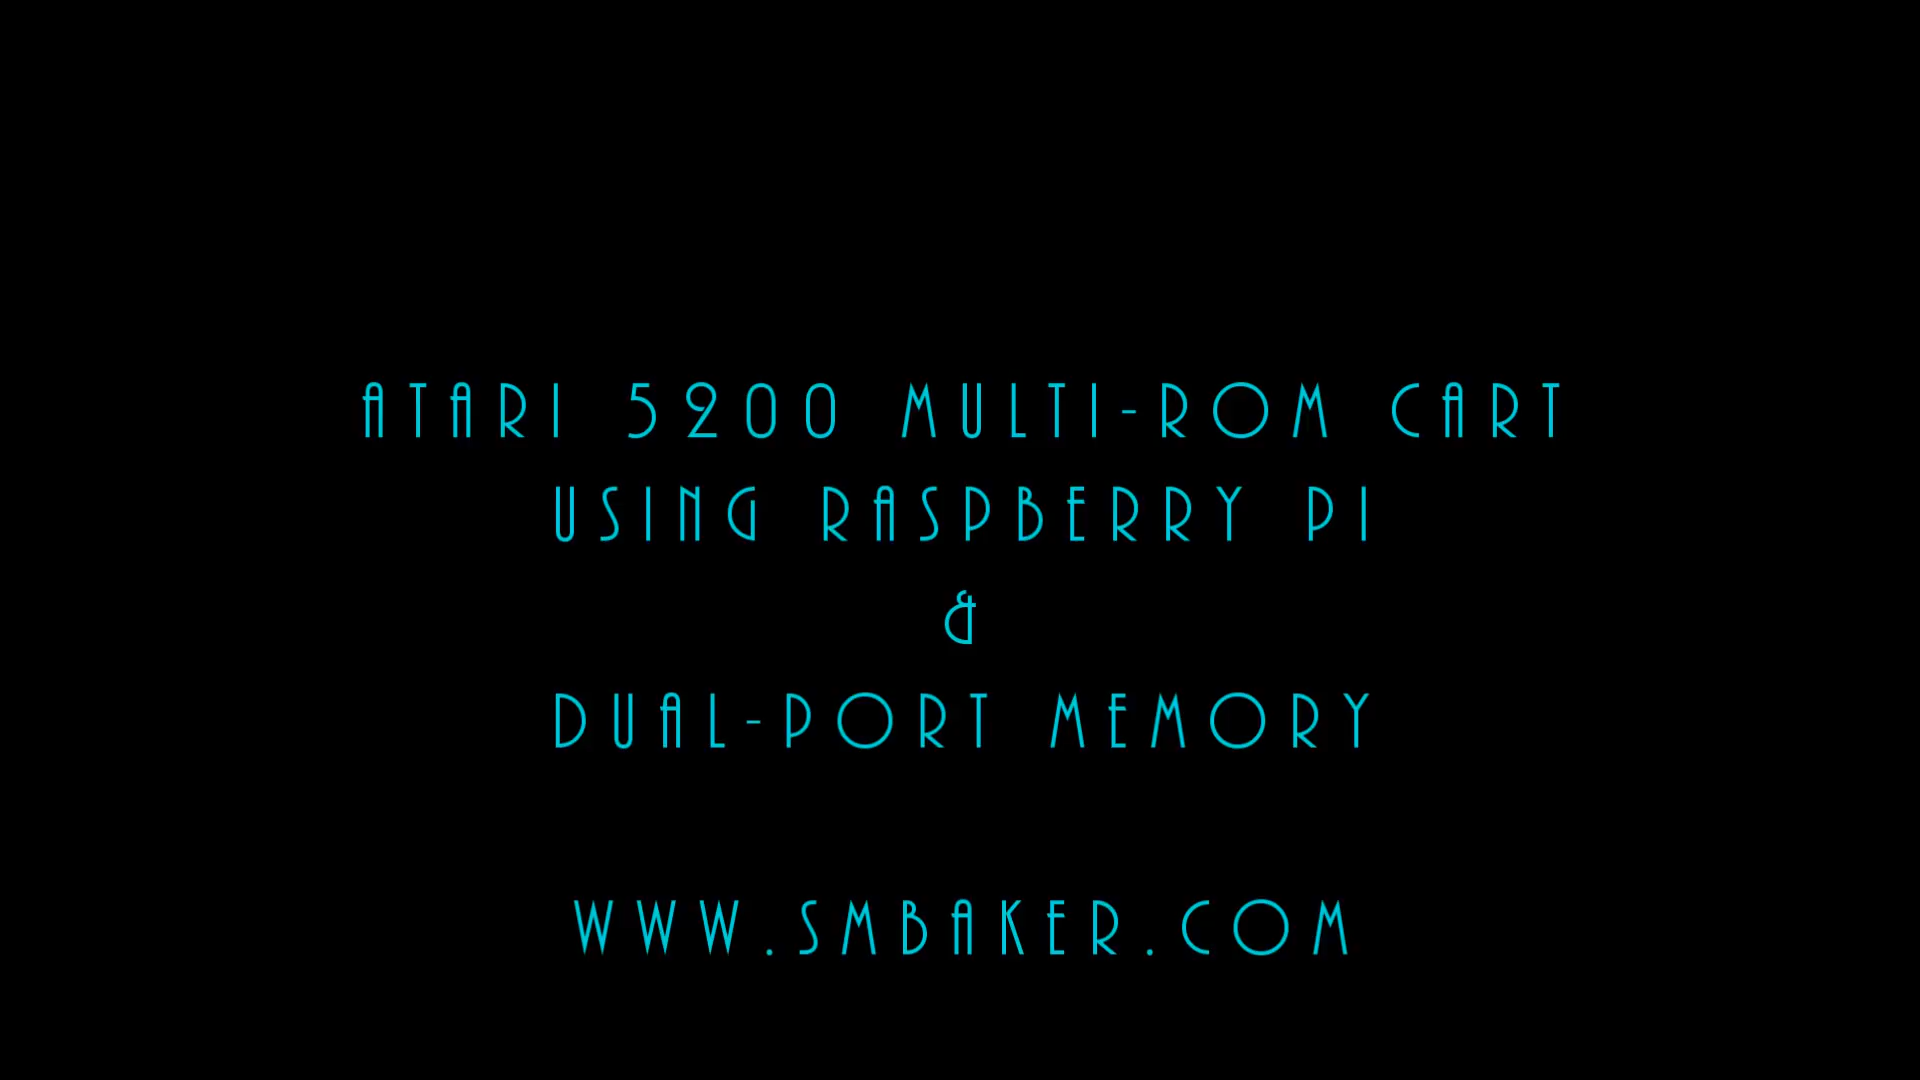 ATARI 5200 MULTI-ROM CART
USING RASPBERRY PI
&
DUAL-PORT MEMORY
WWW.SMBAKER.COM